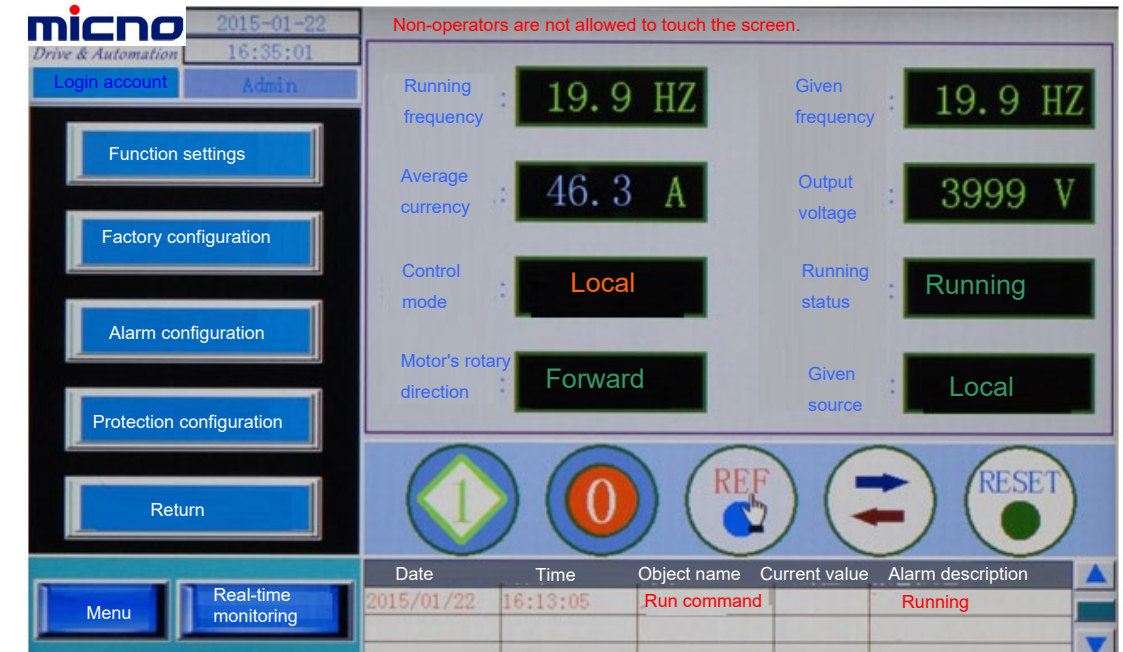 micno
Drive & Automation
2015-01-22
16:35:01
Login account
Admin
Non-operators are not allowed to touch the screen.
Function settings
Factory configuration
Alarm configuration
Protection configuration
Return
Menu
Real-time
monitoring
Running
frequency
:
19.9 HZ
Given
frequency
:
19.9 HZ
Average
currency
:
46.3 A
Output
voltage
:
3999 V
Control
mode
:
Local
Running
status
:
Running
Motor's rotary
direction
:
Forward
Given
source
:
Local
1
0
REF
RESET
Date Time Object name Current value Alarm description
2015/01/22 16:13:05 Run command Running